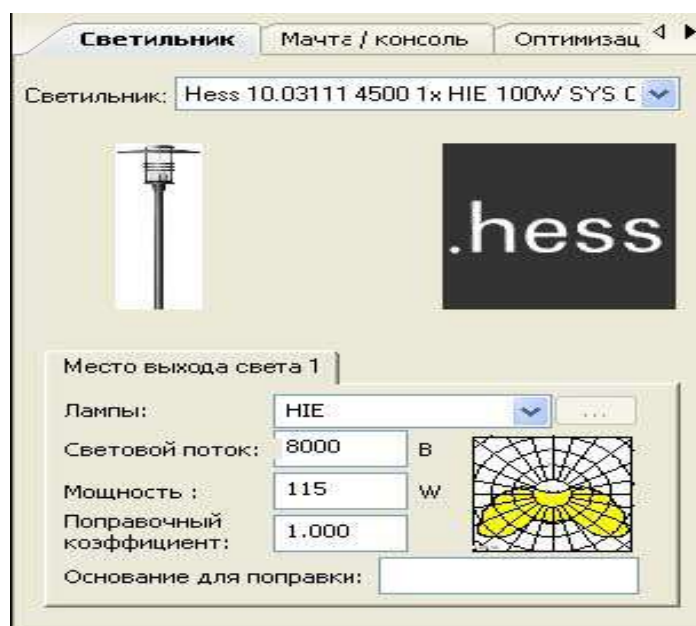 Светильник Мачта / консоль Оптимизац
Светильник: Hess 10.03111 4500 1x HIE 100W SYS C
.hess
Место выхода света 1
Лампы: HIE ...
Световой поток: 8000 В
Мощность : 115 W
Поправочный
коэффициент: 1.000
Основание для поправки: